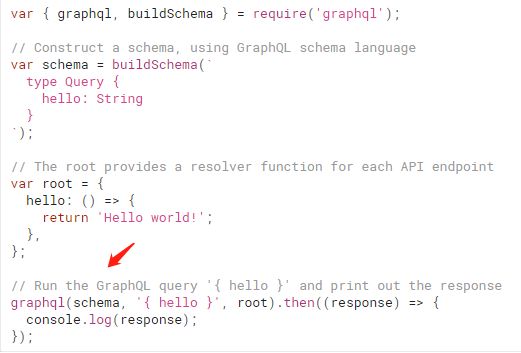 var { graphql, buildSchema } = require('graphql');
// Construct a schema, using GraphQL schema language
var schema = buildSchema(`
  type Query {
    hello: String
  }
`);
// The root provides a resolver function for each API endpoint
var root = {
  hello: () => {
    return 'Hello world!';
  },
};
// Run the GraphQL query '{ hello }' and print out the response
graphql(schema, '{ hello }', root).then((response) => {
  console.log(response);
});